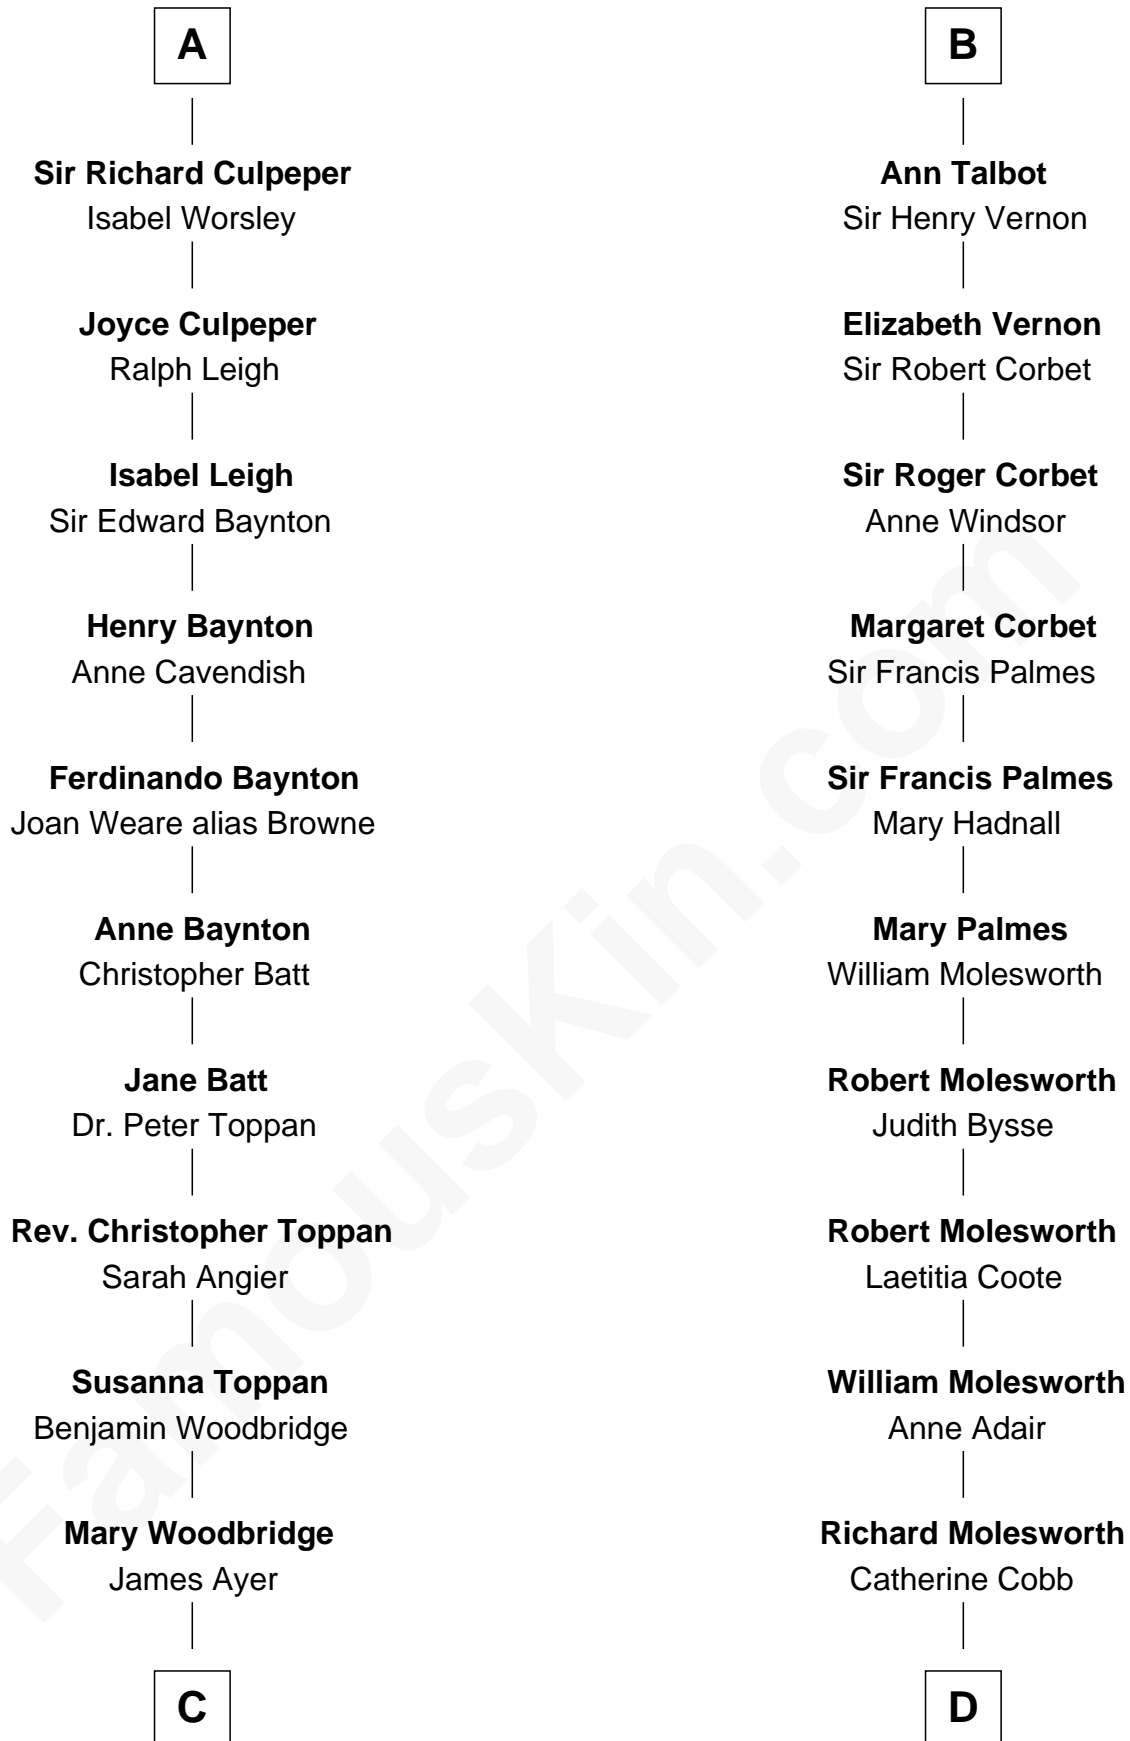 A
Sir Richard Culpeper
Isabel Worsley
Joyce Culpeper
Ralph Leigh
Isabel Leigh
Sir Edward Baynton
Henry Baynton
Anne Cavendish
Ferdinando Baynton
Joan Weare alias Browne
Anne Baynton
Christopher Batt
Jane Batt
Dr. Peter Toppan
Rev. Christopher Toppan
Sarah Angier
Susanna Toppan
Benjamin Woodbridge
Mary Woodbridge
James Ayer
C
B
Ann Talbot
Sir Henry Vernon
Elizabeth Vernon
Sir Robert Corbet
Sir Roger Corbet
Anne Windsor
Margaret Corbet
Sir Francis Palmes
Sir Francis Palmes
Mary Hadnall
Mary Palmes
William Molesworth
Robert Molesworth
Judith Bysse
Robert Molesworth
Laetitia Coote
William Molesworth
Anne Adair
Richard Molesworth
Catherine Cobb
D
FamousKin.com